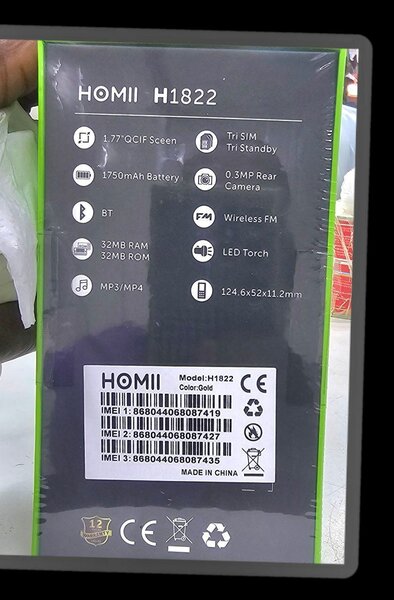 HOMII H1822
1.77"QCIF Sceen
Tri SIM
Tri Standby
1750mAh Battery
0.3MP Rear
Camera
BT
FM
Wireless FM
32MB RAM
32MB ROM
LED Torch
MP3/MP4
124.6x52x11.2mm
HOMII
Model:H1822
Color:Gold
CE
IMEI 1: 868044068087419
IMEI 2: 868044068087427
IMEI 3: 868044068087435
MADE IN CHINA
12
WARRANTY
CE